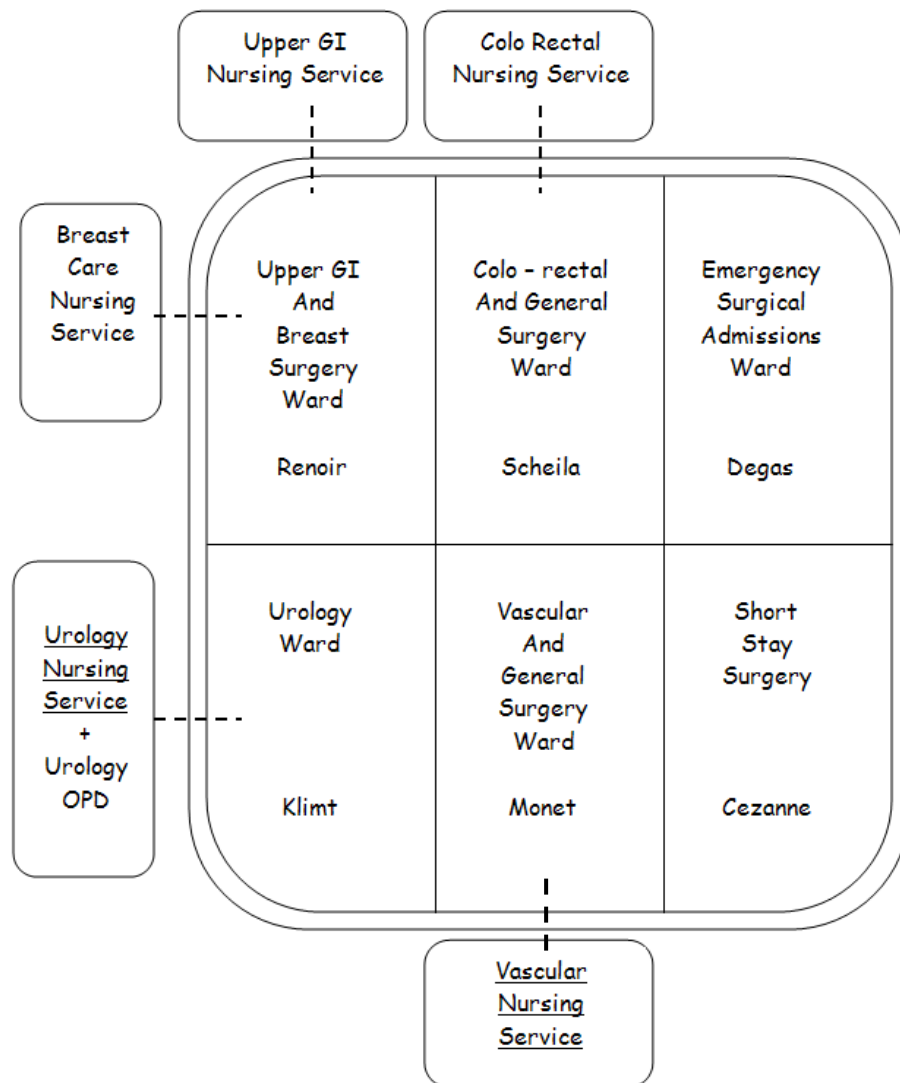 Upper GI
Nursing Service
Colo Rectal
Nursing Service
Breast
Care
Nursing
Service
Upper GI
And
Breast
Surgery
Ward
Renoir
Colo – rectal
And General
Surgery
Ward
Scheila
Emergency
Surgical
Admissions
Ward
Degas
Urology
Nursing
Service
+
Urology
OPD
Urology
Ward
Klimt
Vascular
And
General
Surgery
Ward
Monet
Short
Stay
Surgery
Cezanne
Vascular
Nursing
Service